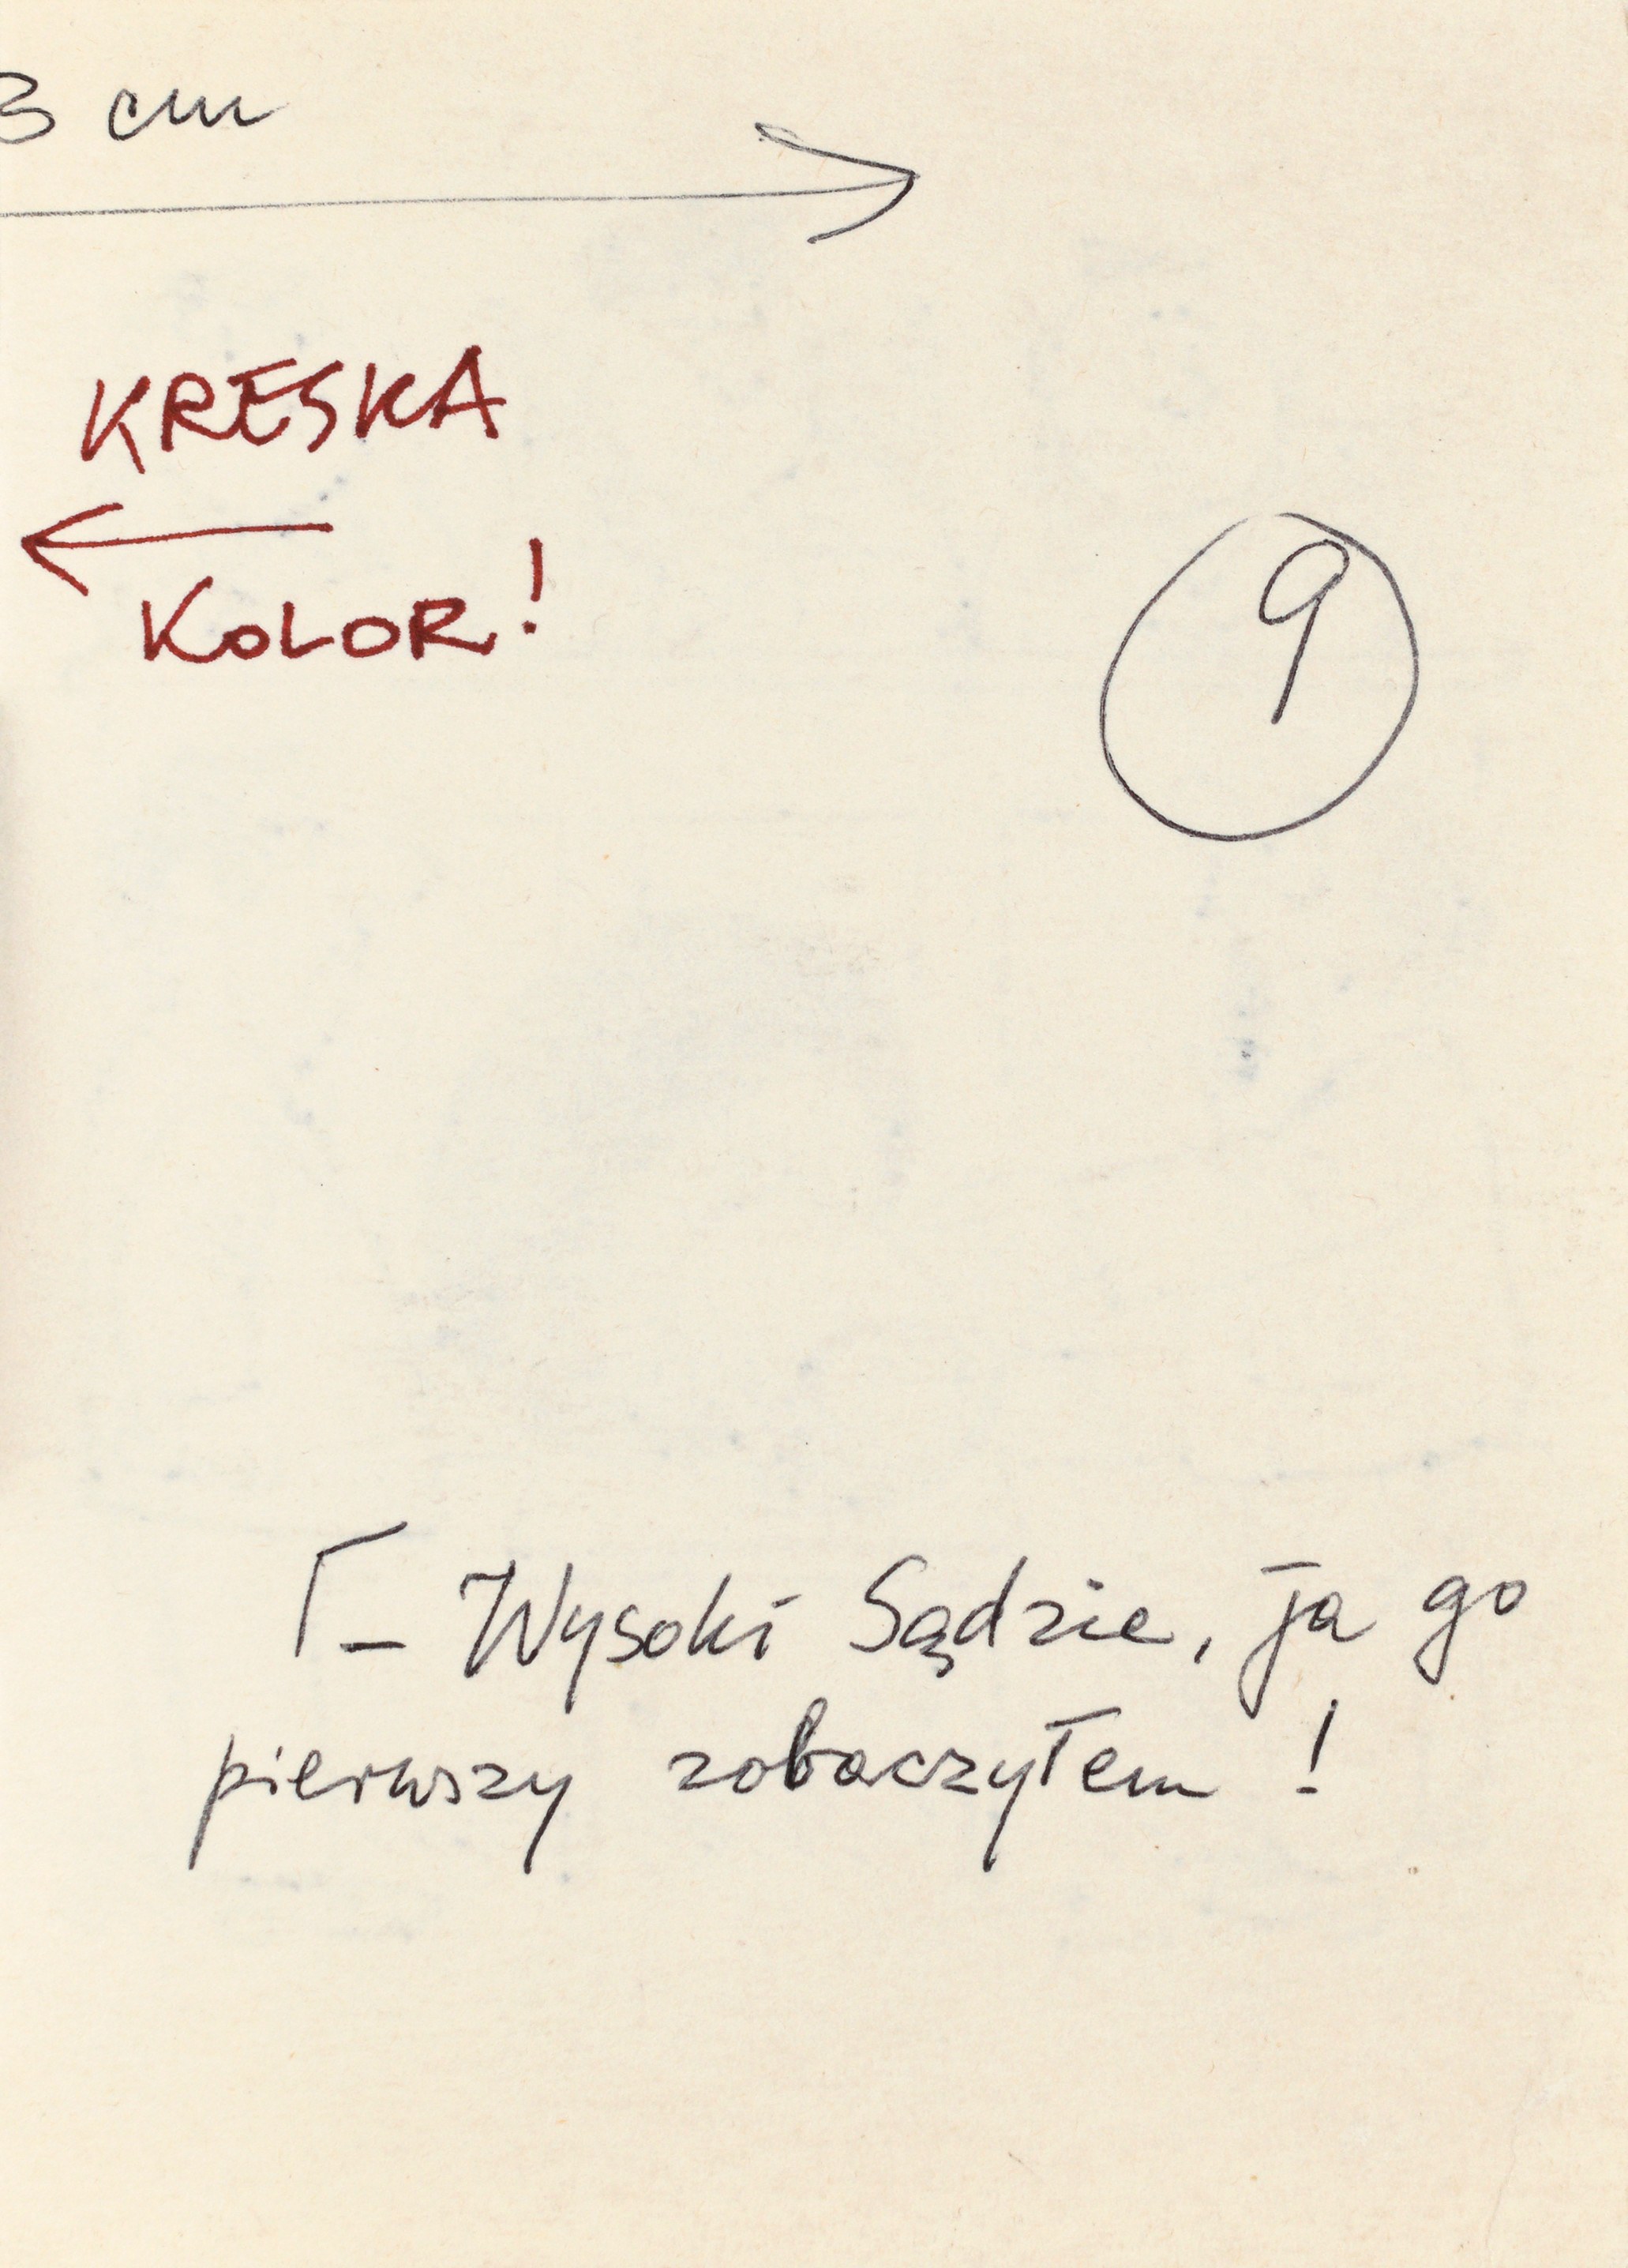 3 cm
KRESKA
KOLOR!
9
- Wysoki Sądzie, ja go
pierwszy zobaczyłem!